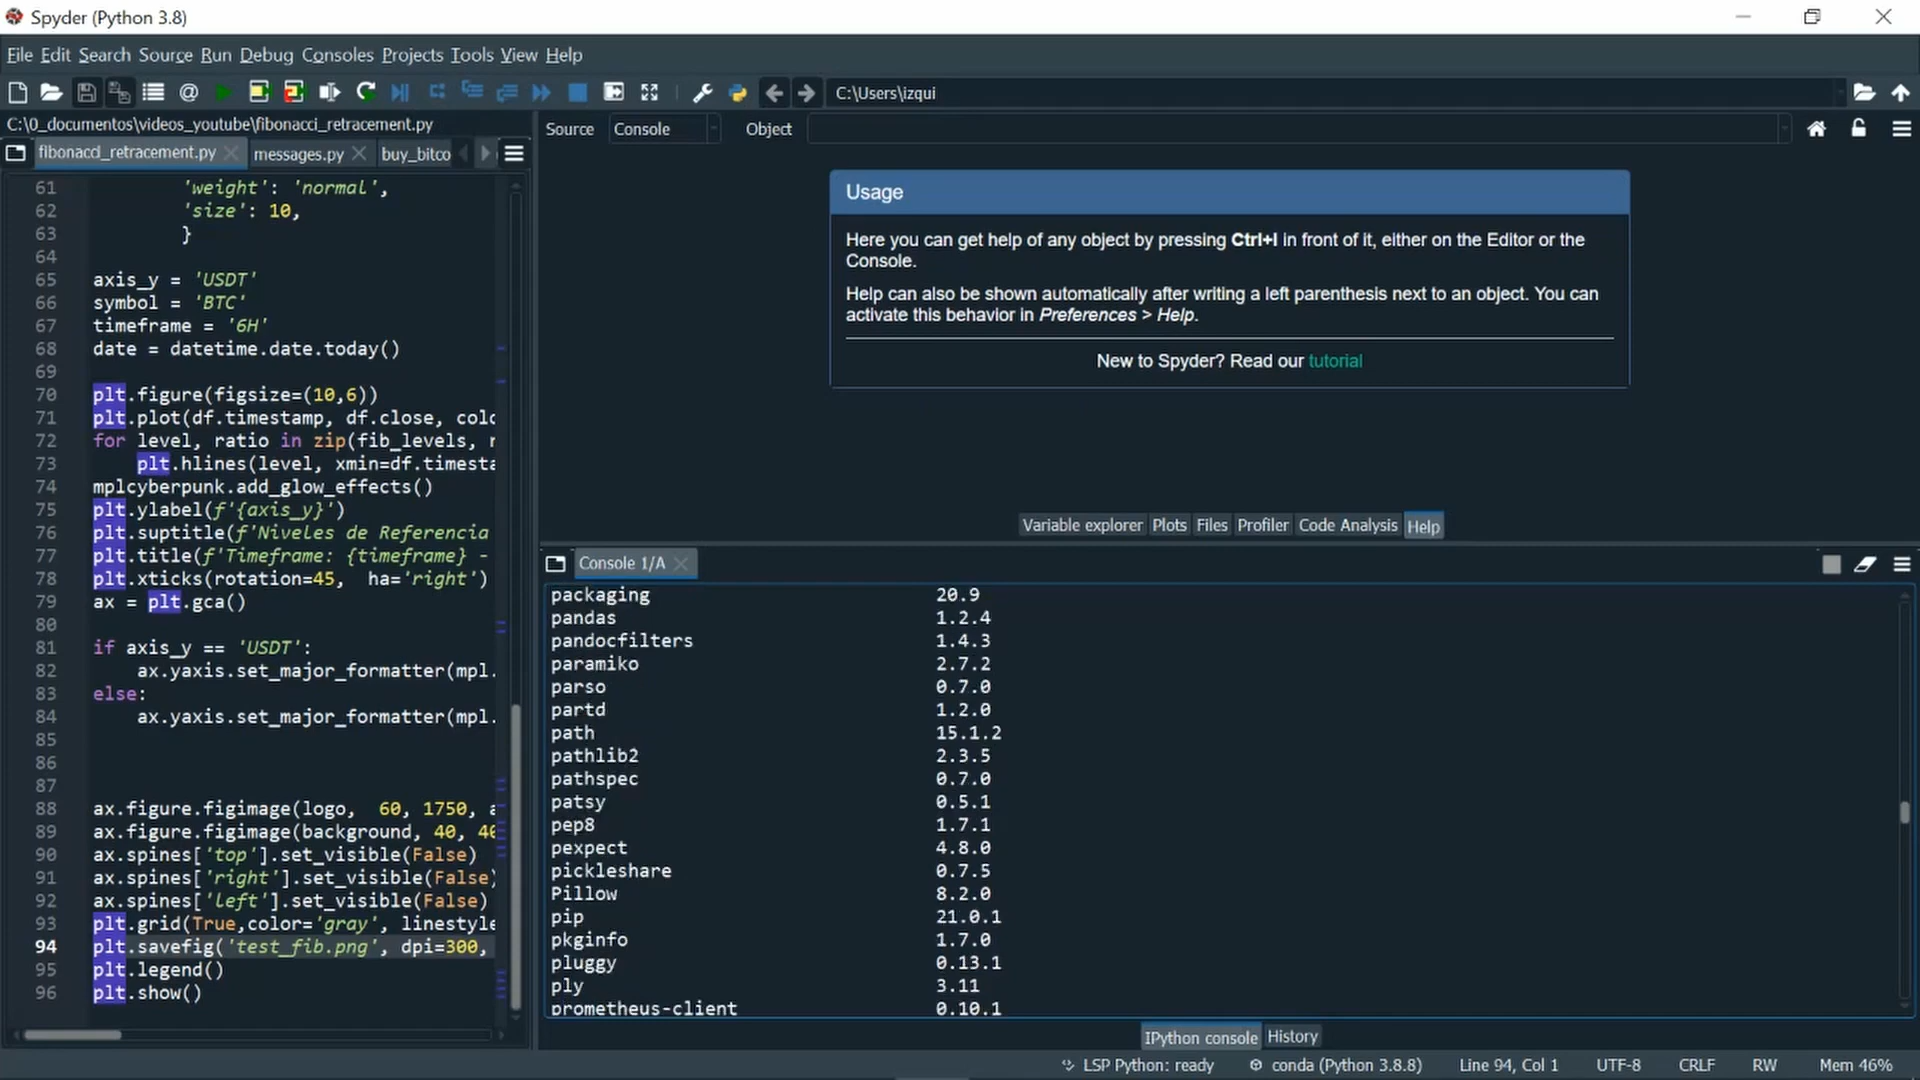 Spyder (Python 3.8)
File Edit Search Source Run Debug Consoles Projects Tools View Help
C:\Users\izqui
C:\0_documentos\videos_youtube\fibonacci_retracement.py
fibonacci_retracement.py
messages.py
buy_bitco
61 'weight': 'normal',
62 'size': 10,
63 }
64
65 axis_y = 'USDT'
66 symbol = 'BTC'
67 timeframe = '6H'
68 date = datetime.date.today()
69
70 plt.figure(figsize=(10,6))
71 plt.plot(df.timestamp, df.close, colo
72 for level, ratio in zip(fib_levels, r
73 plt.hlines(level, xmin=df.timesta
74 mplcyberpunk.add_glow_effects()
75 plt.ylabel(f'{axis_y}')
76 plt.suptitle(f'Niveles de Referencia
77 plt.title(f'Timeframe: {timeframe} -
78 plt.xticks(rotation=45, ha='right')
79 ax = plt.gca()
80
81 if axis_y == 'USDT':
82 ax.yaxis.set_major_formatter(mpl.
83 else:
84 ax.yaxis.set_major_formatter(mpl.
85
86
87
88 ax.figure.figimage(logo, 60, 1750, a
89 ax.figure.figimage(background, 40, 40
90 ax.spines['top'].set_visible(False)
91 ax.spines['right'].set_visible(False)
92 ax.spines['left'].set_visible(False)
93 plt.grid(True,color='gray', linestyle
94 plt.savefig('test_fib.png', dpi=300,
95 plt.legend()
96 plt.show()
Source Console Object
Usage
Here you can get help of any object by pressing Ctrl+I in front of it, either on the Editor or the
Console.
Help can also be shown automatically after writing a left parenthesis next to an object. You can
activate this behavior in Preferences > Help.
New to Spyder? Read our tutorial
Variable explorer Plots Files Profiler Code Analysis Help
Console 1/A
packaging 20.9
pandas 1.2.4
pandocfilters 1.4.3
paramiko 2.7.2
parso 0.7.0
partd 1.2.0
path 15.1.2
pathlib2 2.3.5
pathspec 0.7.0
patsy 0.5.1
pep8 1.7.1
pexpect 4.8.0
pickleshare 0.7.5
Pillow 8.2.0
pip 21.0.1
pkginfo 1.7.0
pluggy 0.13.1
ply 3.11
prometheus-client 0.10.1
IPython console History
LSP Python: ready conda (Python 3.8.8) Line 94, Col 1 UTF-8 CRLF RW Mem 46%